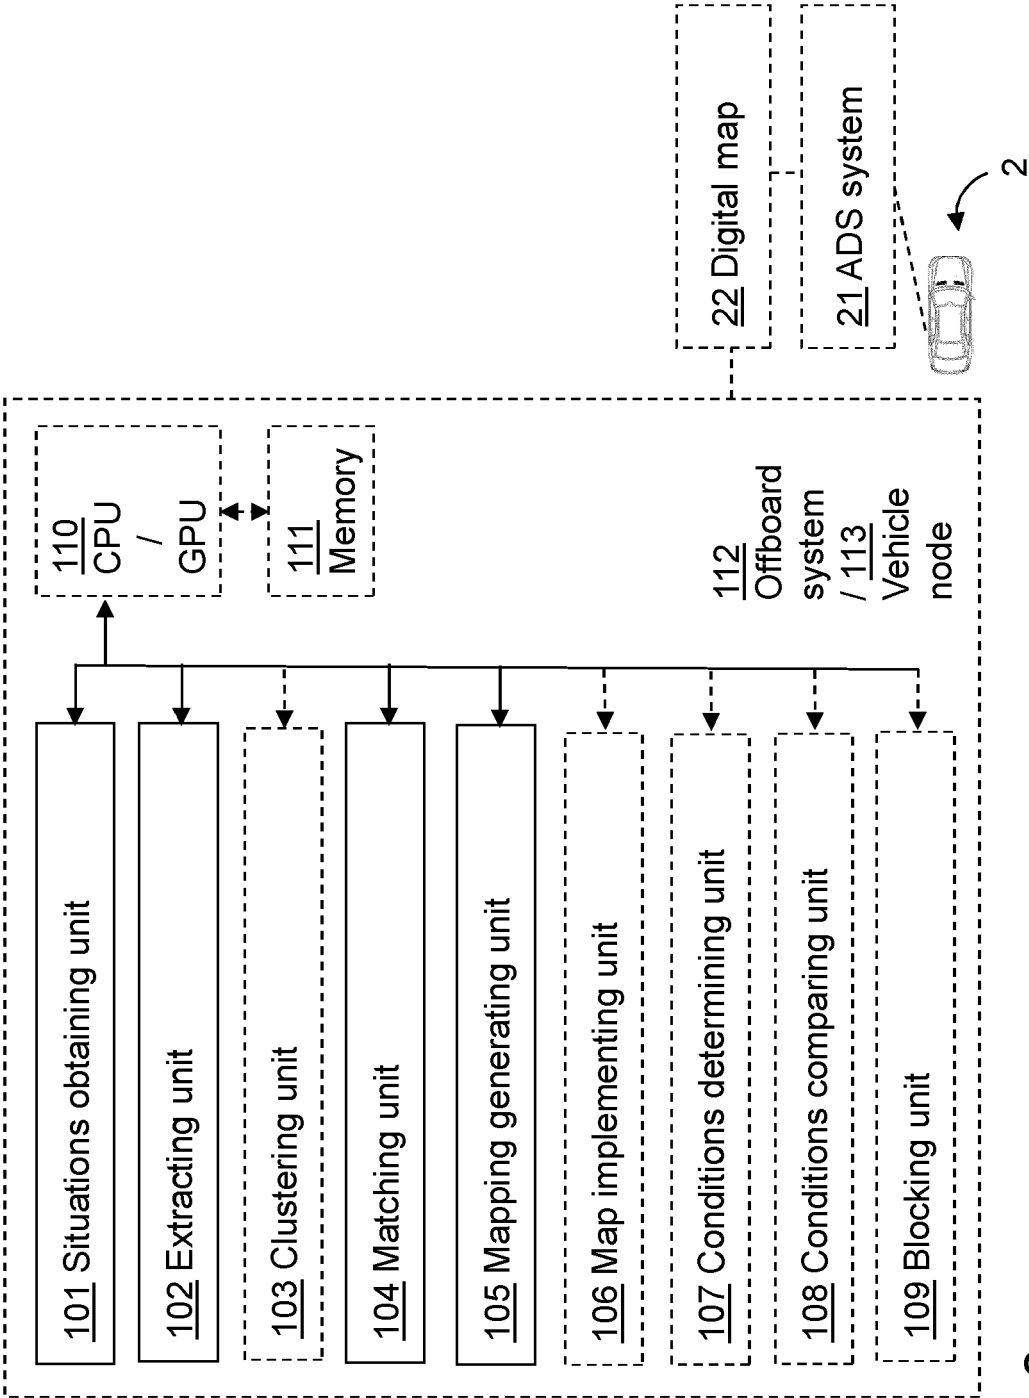 101 Situations obtaining unit
102 Extracting unit
103 Clustering unit
104 Matching unit
105 Mapping generating unit
106 Map implementing unit
107 Conditions determining unit
108 Conditions comparing unit
109 Blocking unit
110
CPU
/
GPU
111
Memory
112
Offboard
system
/ 113
Vehicle
node
22 Digital map
21 ADS system
2